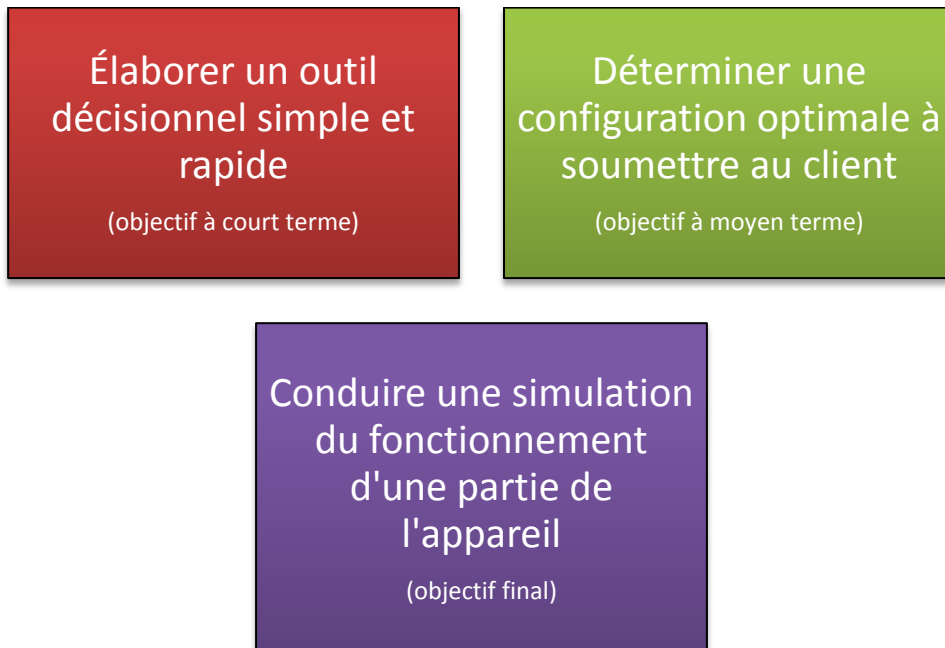 Élaborer un outil
décisionnel simple et
rapide
(objectif à court terme)
Déterminer une
configuration optimale à
soumettre au client
(objectif à moyen terme)
Conduire une simulation
du fonctionnement
d'une partie de
l'appareil
(objectif final)